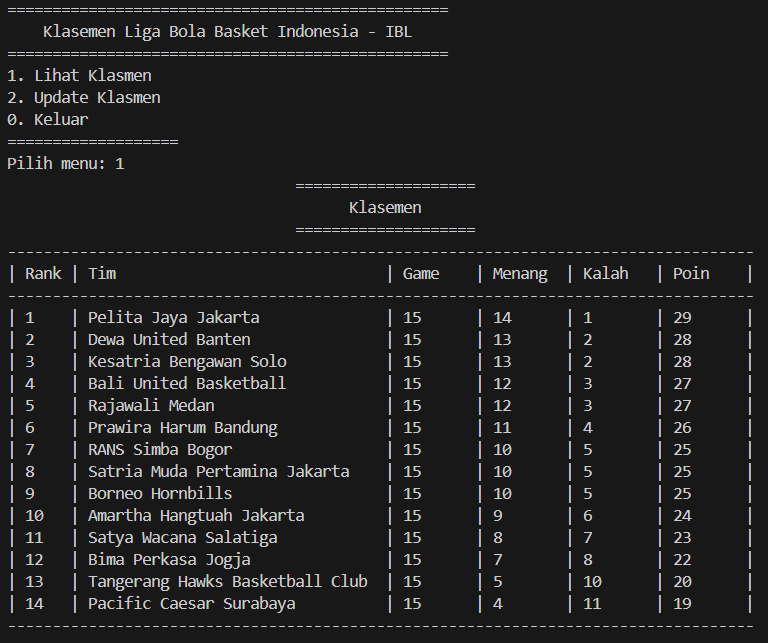 =================================================
    Klasemen Liga Bola Basket Indonesia - IBL
=================================================
1. Lihat Klasmen
2. Update Klasmen
0. Keluar
===================
Pilih menu: 1
                                ====================
                                      Klasemen
                                ====================
-----------------------------------------------------------------------------------
| Rank | Tim                              | Game    | Menang  | Kalah   | Poin    |
-----------------------------------------------------------------------------------
| 1    | Pelita Jaya Jakarta              | 15      | 14      | 1       | 29      |
| 2    | Dewa United Banten               | 15      | 13      | 2       | 28      |
| 3    | Kesatria Bengawan Solo           | 15      | 13      | 2       | 28      |
| 4    | Bali United Basketball           | 15      | 12      | 3       | 27      |
| 5    | Rajawali Medan                   | 15      | 12      | 3       | 27      |
| 6    | Prawira Harum Bandung            | 15      | 11      | 4       | 26      |
| 7    | RANS Simba Bogor                 | 15      | 10      | 5       | 25      |
| 8    | Satria Muda Pertamina Jakarta    | 15      | 10      | 5       | 25      |
| 9    | Borneo Hornbills                 | 15      | 10      | 5       | 25      |
| 10   | Amartha Hangtuah Jakarta         | 15      | 9       | 6       | 24      |
| 11   | Satya Wacana Salatiga            | 15      | 8       | 7       | 23      |
| 12   | Bima Perkasa Jogja               | 15      | 7       | 8       | 22      |
| 13   | Tangerang Hawks Basketball Club  | 15      | 5       | 10      | 20      |
| 14   | Pacific Caesar Surabaya          | 15      | 4       | 11      | 19      |
-----------------------------------------------------------------------------------